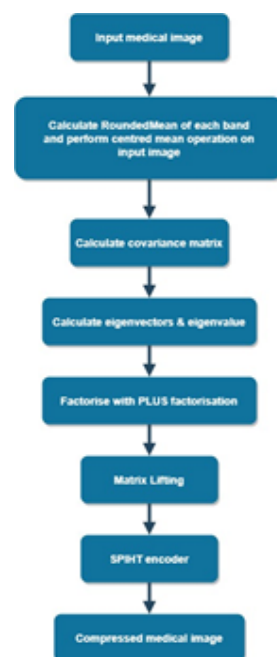 Input medical image
Calculate RoundedMean of each band
and perform centred mean operation on
input image
Calculate covariance matrix
Calculate eigenvectors & eigenvalue
Factorise with PLUS factorisation
Matrix Lifting
SPIHT encoder
Compressed medical image